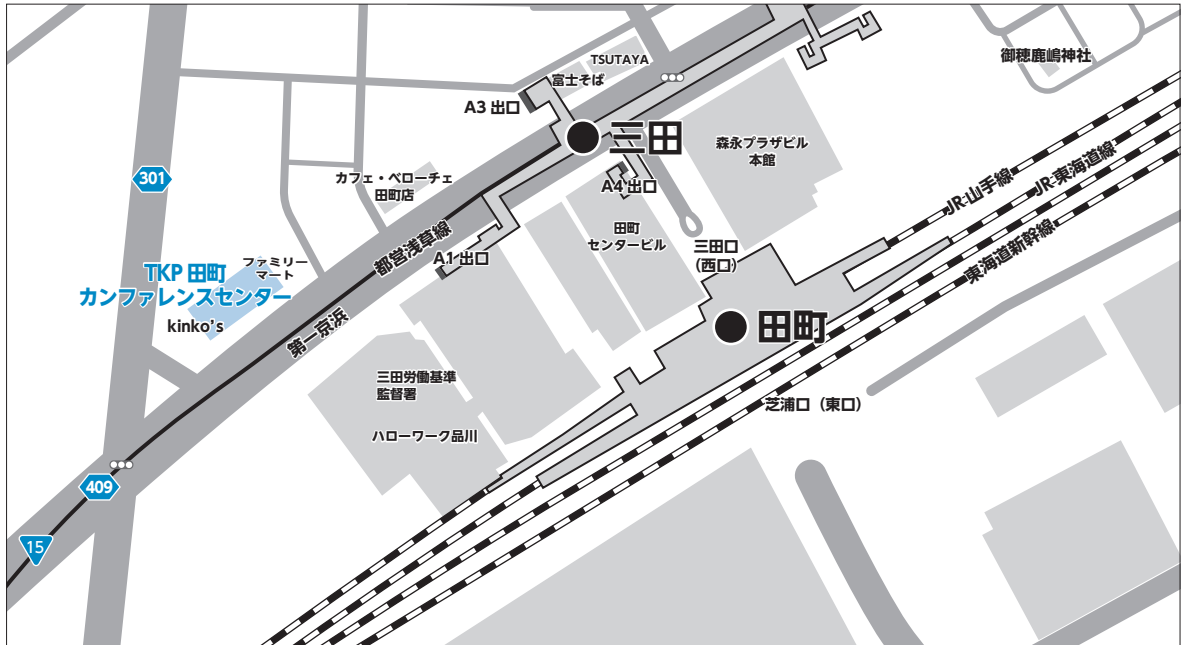 TSUTAYA
富士そば
御穂鹿嶋神社
A3 出口
三田
森永プラザビル
本館
301
カフェ・ベローチェ
田町店
A4 出口
JR 山手線
JR 東海道線
田町
センタービル
都営浅草線
三田口
(西口)
東海道新幹線
A1 出口
ファミリー
マート
TKP 田町
カンファレンスセンター
kinko's
第一京浜
田町
三田労働基準
監督署
芝浦口（東口）
ハローワーク品川
409
15